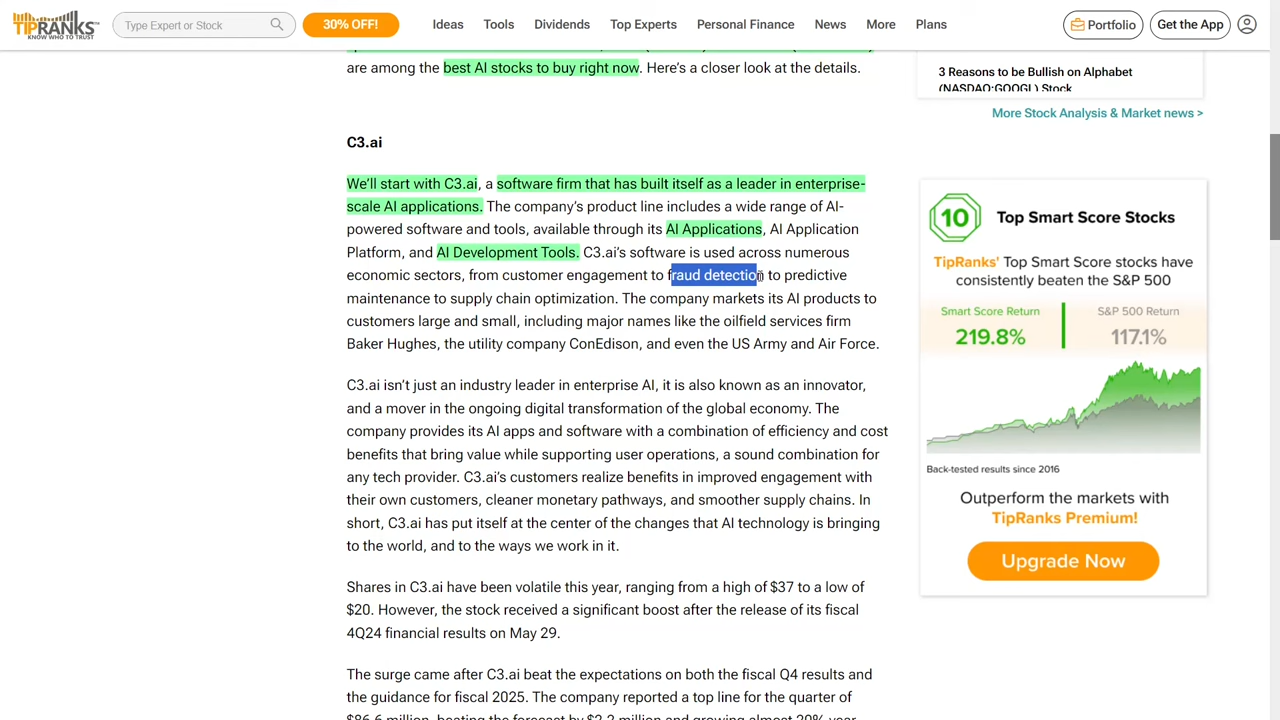 TIPRANKS
KNOW WHO TO TRUST
Type Expert or Stock
30% OFF!
Ideas
Tools
Dividends
Top Experts
Personal Finance
News
More
Plans
Portfolio
Get the App
are among the best AI stocks to buy right now. Here’s a closer look at the details.
C3.ai
We’ll start with C3.ai, a software firm that has built itself as a leader in enterprise-
scale AI applications. The company’s product line includes a wide range of AI-
powered software and tools, available through its AI Applications, AI Application
Platform, and AI Development Tools. C3.ai’s software is used across numerous
economic sectors, from customer engagement to fraud detection to predictive
maintenance to supply chain optimization. The company markets its AI products to
customers large and small, including major names like the oilfield services firm
Baker Hughes, the utility company ConEdison, and even the US Army and Air Force.
C3.ai isn’t just an industry leader in enterprise AI, it is also known as an innovator,
and a mover in the ongoing digital transformation of the global economy. The
company provides its AI apps and software with a combination of efficiency and cost
benefits that bring value while supporting user operations, a sound combination for
any tech provider. C3.ai’s customers realize benefits in improved engagement with
their own customers, cleaner monetary pathways, and smoother supply chains. In
short, C3.ai has put itself at the center of the changes that AI technology is bringing
to the world, and to the ways we work in it.
Shares in C3.ai have been volatile this year, ranging from a high of $37 to a low of
$20. However, the stock received a significant boost after the release of its fiscal
4Q24 financial results on May 29.
The surge came after C3.ai beat the expectations on both the fiscal Q4 results and
the guidance for fiscal 2025. The company reported a top line for the quarter of
$86.6 million, beating the forecast by $2.2 million and growing almost 20% year
3 Reasons to be Bullish on Alphabet
(NASDAQ:GOOGL) Stock
More Stock Analysis & Market news >
10
Top Smart Score Stocks
TipRanks’ Top Smart Score stocks have
consistently beaten the S&P 500
Smart Score Return
219.8%
S&P 500 Return
117.1%
Back-tested results since 2016
Outperform the markets with
TipRanks Premium!
Upgrade Now